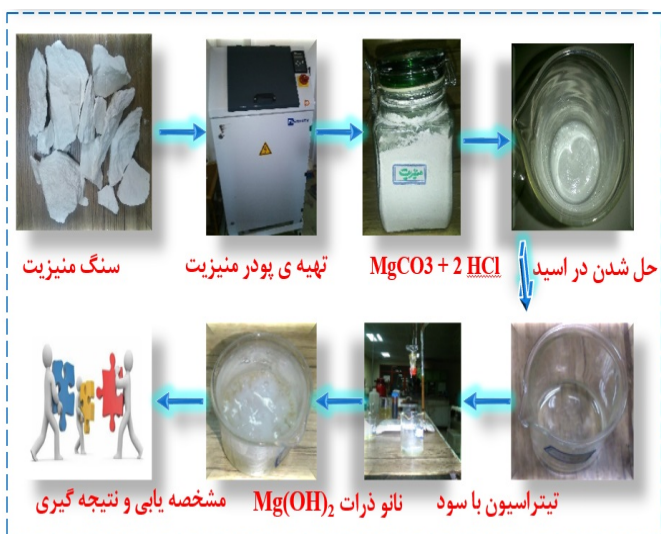 سنگ منیزیت
تهیه ی پودر منیزیت
منیزیت
MgCO3 + 2 HCl
حل شدن در اسید
تیتراسیون با سود
نانو ذرات Mg(OH)₂
مشخصه یابی و نتیجه گیری